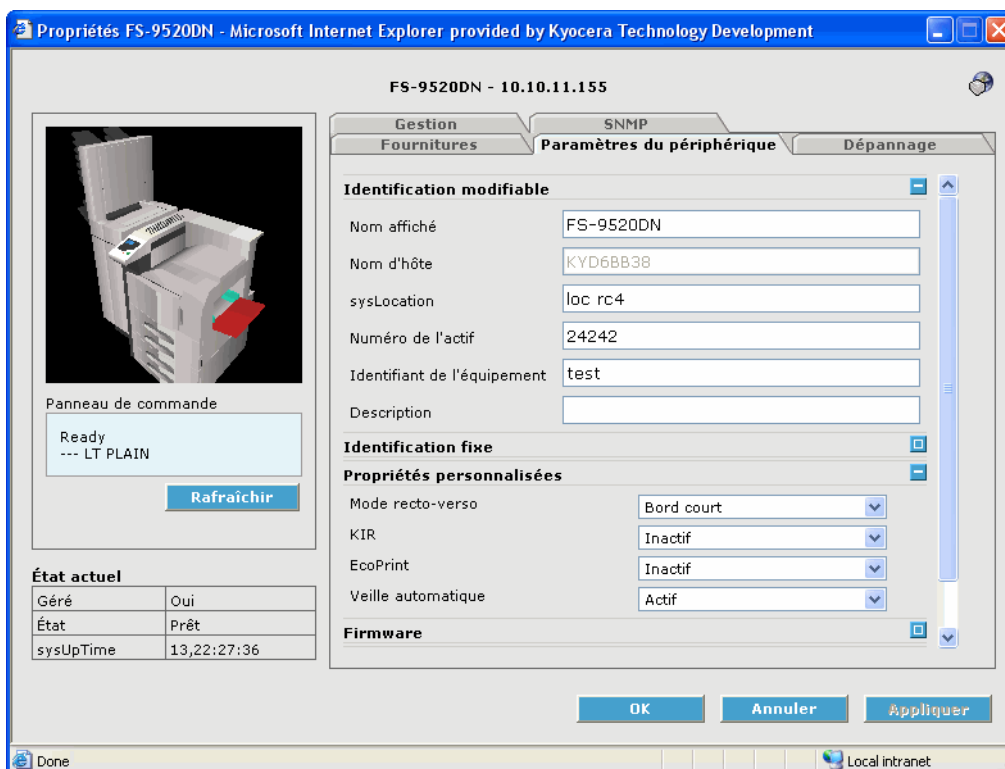 Propriétés FS-9520DN - Microsoft Internet Explorer provided by Kyocera Technology Development
FS-9520DN - 10.10.11.155
Gestion
SNMP
Fournitures
Paramètres du périphérique
Dépannage
Identification modifiable
Nom affiché
FS-9520DN
Nom d'hôte
KYD6BB38
sysLocation
loc rc4
Numéro de l'actif
24242
Identifiant de l'équipement
test
Description
Identification fixe
Propriétés personnalisées
Mode recto-verso
Bord court
KIR
Inactif
EcoPrint
Inactif
Veille automatique
Actif
Firmware
Panneau de commande
Ready
--- LT PLAIN
Rafraîchir
État actuel
Géré Oui
État Prêt
sysUpTime 13,22:27:36
OK
Annuler
Appliquer
Done
Local intranet